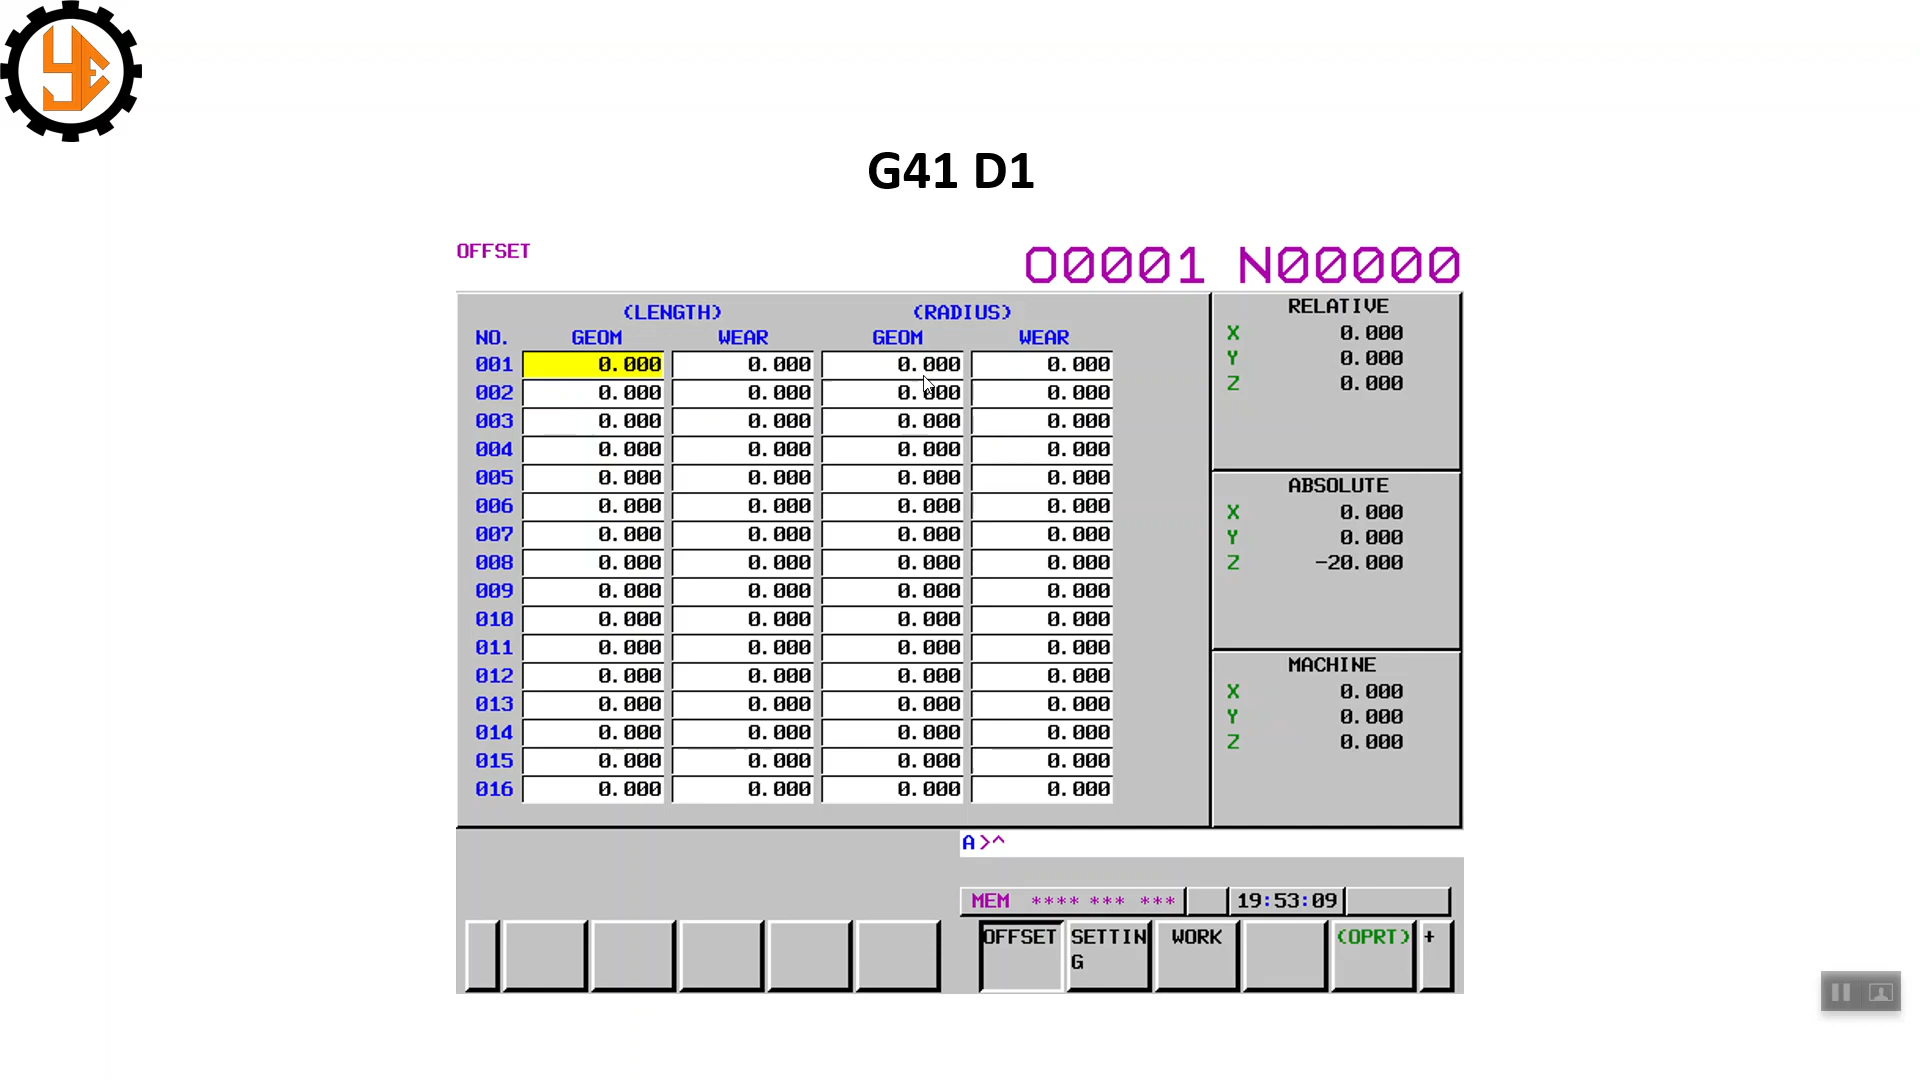 YE
G41 D1
OFFSET
O0001 N00000
(LENGTH) (RADIUS)
NO. GEOM WEAR GEOM WEAR
001 0.000 0.000 0.000 0.000
002 0.000 0.000 0.000 0.000
003 0.000 0.000 0.000 0.000
004 0.000 0.000 0.000 0.000
005 0.000 0.000 0.000 0.000
006 0.000 0.000 0.000 0.000
007 0.000 0.000 0.000 0.000
008 0.000 0.000 0.000 0.000
009 0.000 0.000 0.000 0.000
010 0.000 0.000 0.000 0.000
011 0.000 0.000 0.000 0.000
012 0.000 0.000 0.000 0.000
013 0.000 0.000 0.000 0.000
014 0.000 0.000 0.000 0.000
015 0.000 0.000 0.000 0.000
016 0.000 0.000 0.000 0.000
RELATIVE
X 0.000
Y 0.000
Z 0.000
ABSOLUTE
X 0.000
Y 0.000
Z -20.000
MACHINE
X 0.000
Y 0.000
Z 0.000
A>^
MEM **** *** *** 19:53:09
OFFSET SETTIN WORK (OPRT) +
G